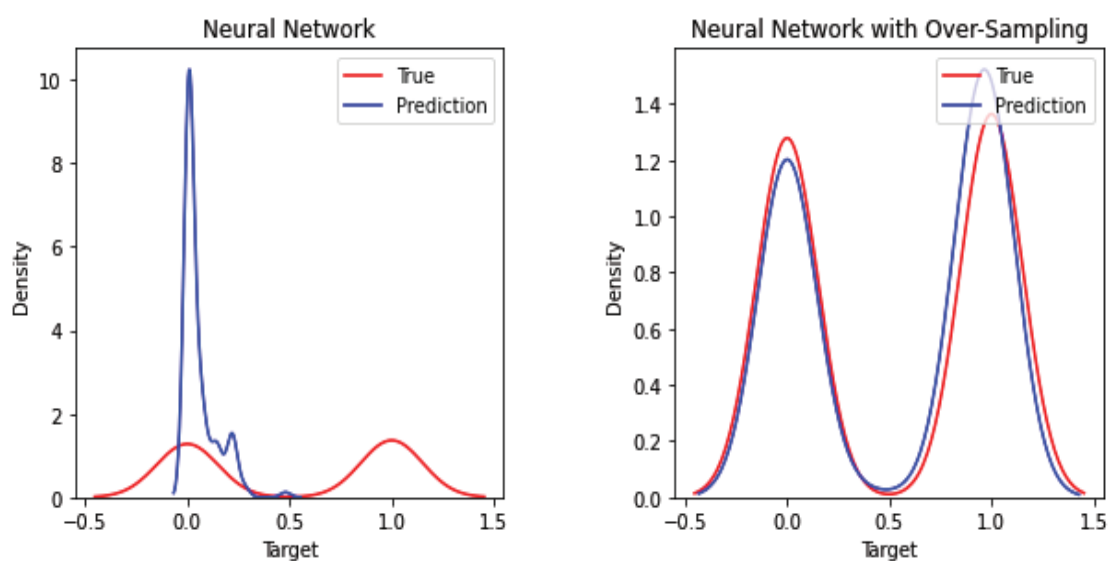 Neural Network
True
Prediction
10
8
6
4
2
0
Density
−0.5
0.0
0.5
1.0
1.5
Target
Neural Network with Over-Sampling
True
Prediction
1.4
1.2
1.0
0.8
0.6
0.4
0.2
0.0
Density
−0.5
0.0
0.5
1.0
1.5
Target